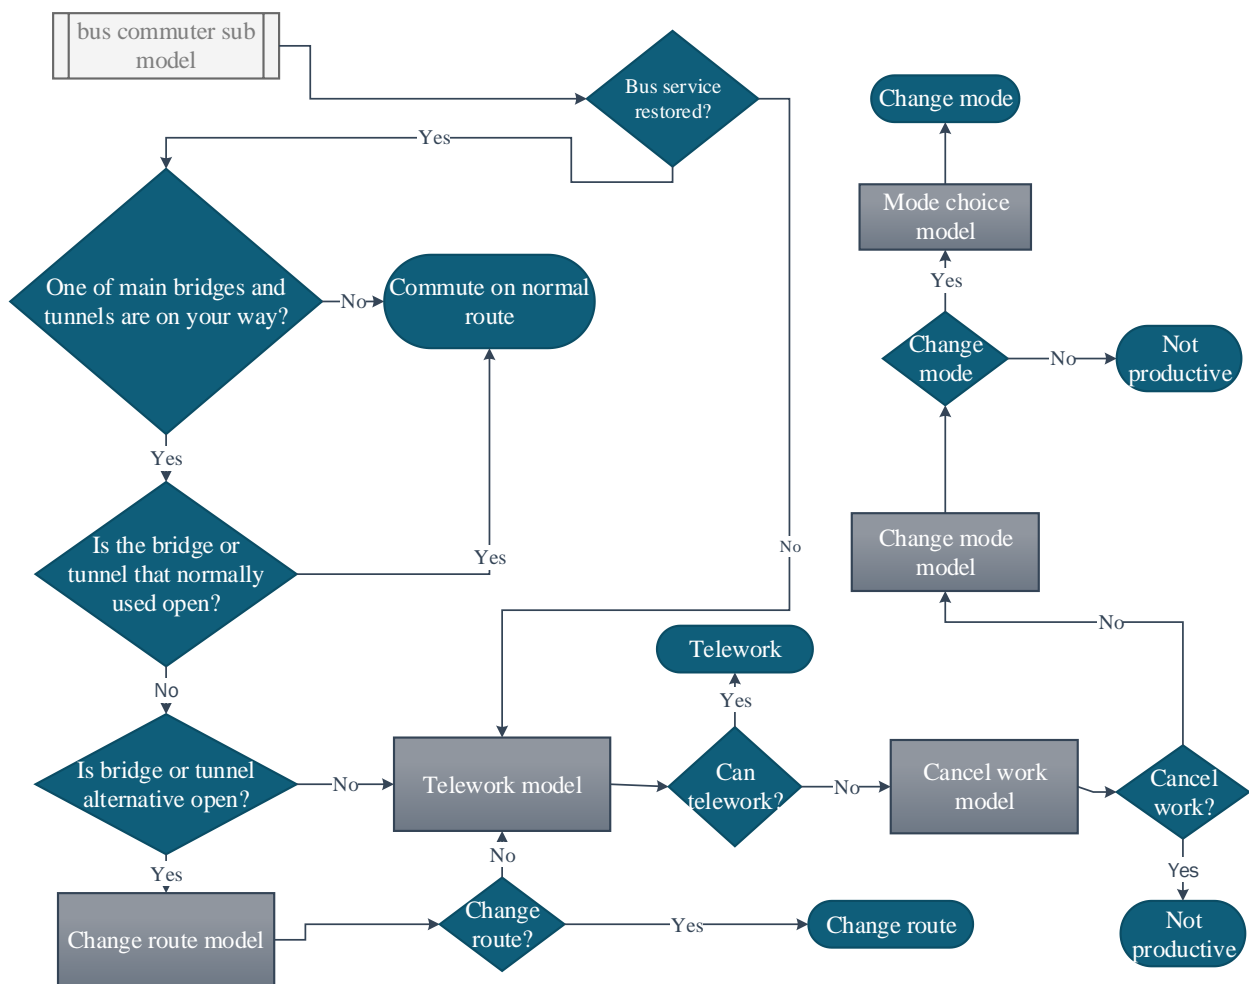 bus commuter sub
model
Bus service
restored?
Yes
No
One of main bridges and
tunnels are on your way?
No
Commute on normal
route
Yes
Is the bridge or
tunnel that normally
used open?
Yes
No
Is bridge or tunnel
alternative open?
No
Yes
Change route model
Change
route?
No
Yes
Change route
Telework model
Can
telework?
Yes
Telework
No
Cancel work
model
Cancel
work?
Yes
Not
productive
No
Change mode
model
Change
mode
No
Not
productive
Yes
Mode choice
model
Change mode